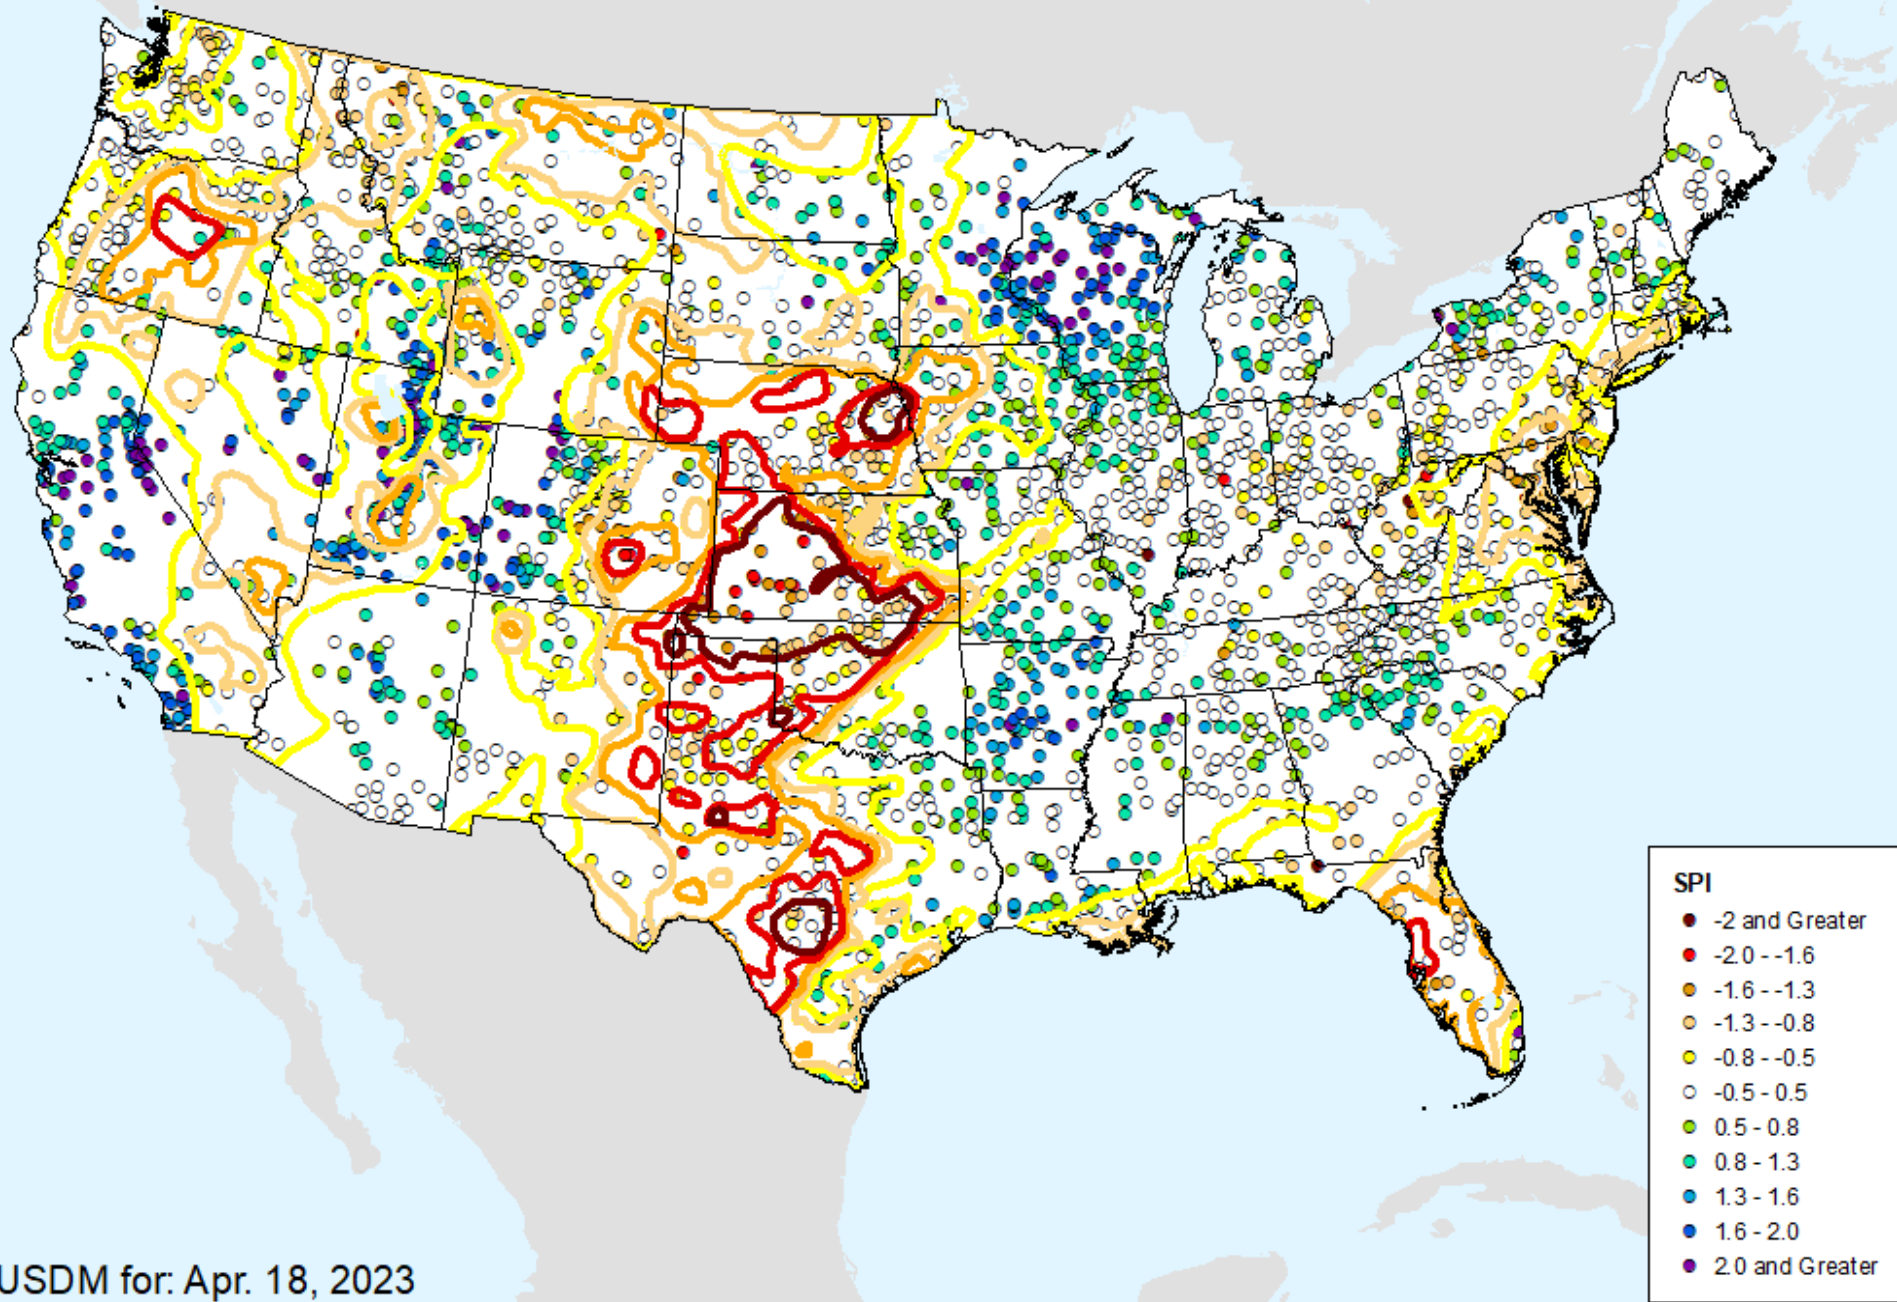 SPI
-2 and Greater
-2.0 - -1.6
-1.6 - -1.3
-1.3 - -0.8
-0.8 - -0.5
-0.5 - 0.5
0.5 - 0.8
0.8 - 1.3
1.3 - 1.6
1.6 - 2.0
2.0 and Greater
USDM for: Apr. 18, 2023